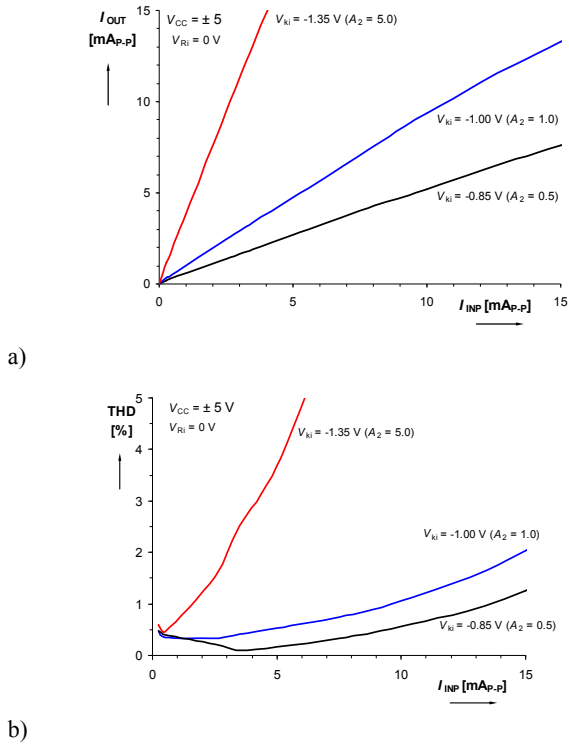 I OUT
[mAP-P]
VCC = ± 5
VRi = 0 V
Vki = -1.35 V (A2 = 5.0)
Vki = -1.00 V (A2 = 1.0)
Vki = -0.85 V (A2 = 0.5)
15
10
5
0
0
5
10
15
I INP [mAP-P]
a)
THD
[%]
VCC = ± 5 V
VRi = 0 V
Vki = -1.35 V (A2 = 5.0)
Vki = -1.00 V (A2 = 1.0)
Vki = -0.85 V (A2 = 0.5)
5
4
3
2
1
0
0
5
10
15
I INP [mAP-P]
b)